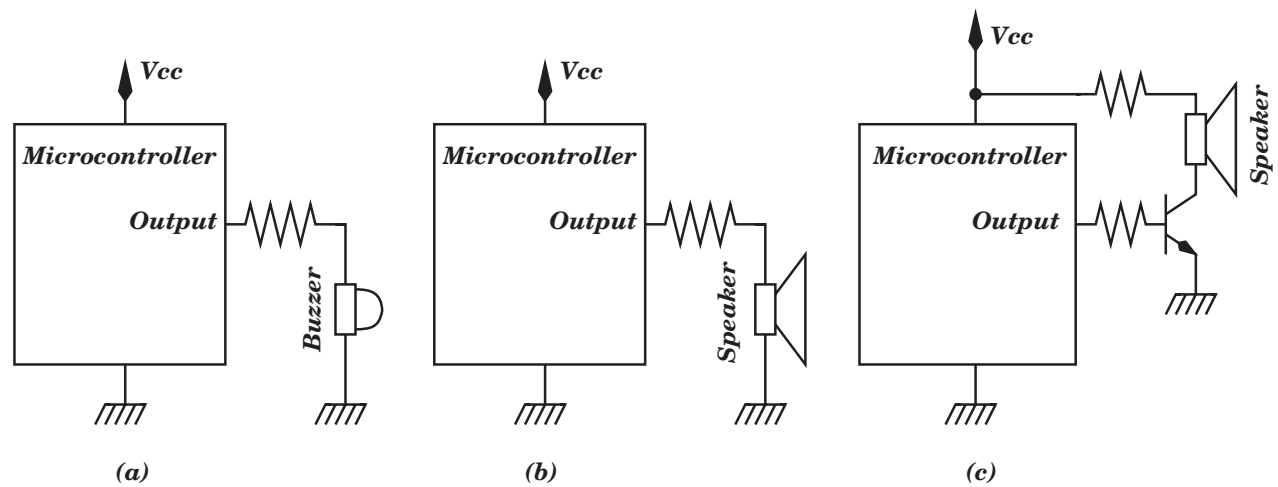 Vcc
Microcontroller
Output
Buzzer
(a)
Vcc
Microcontroller
Output
Speaker
(b)
Vcc
Microcontroller
Output
Speaker
(c)